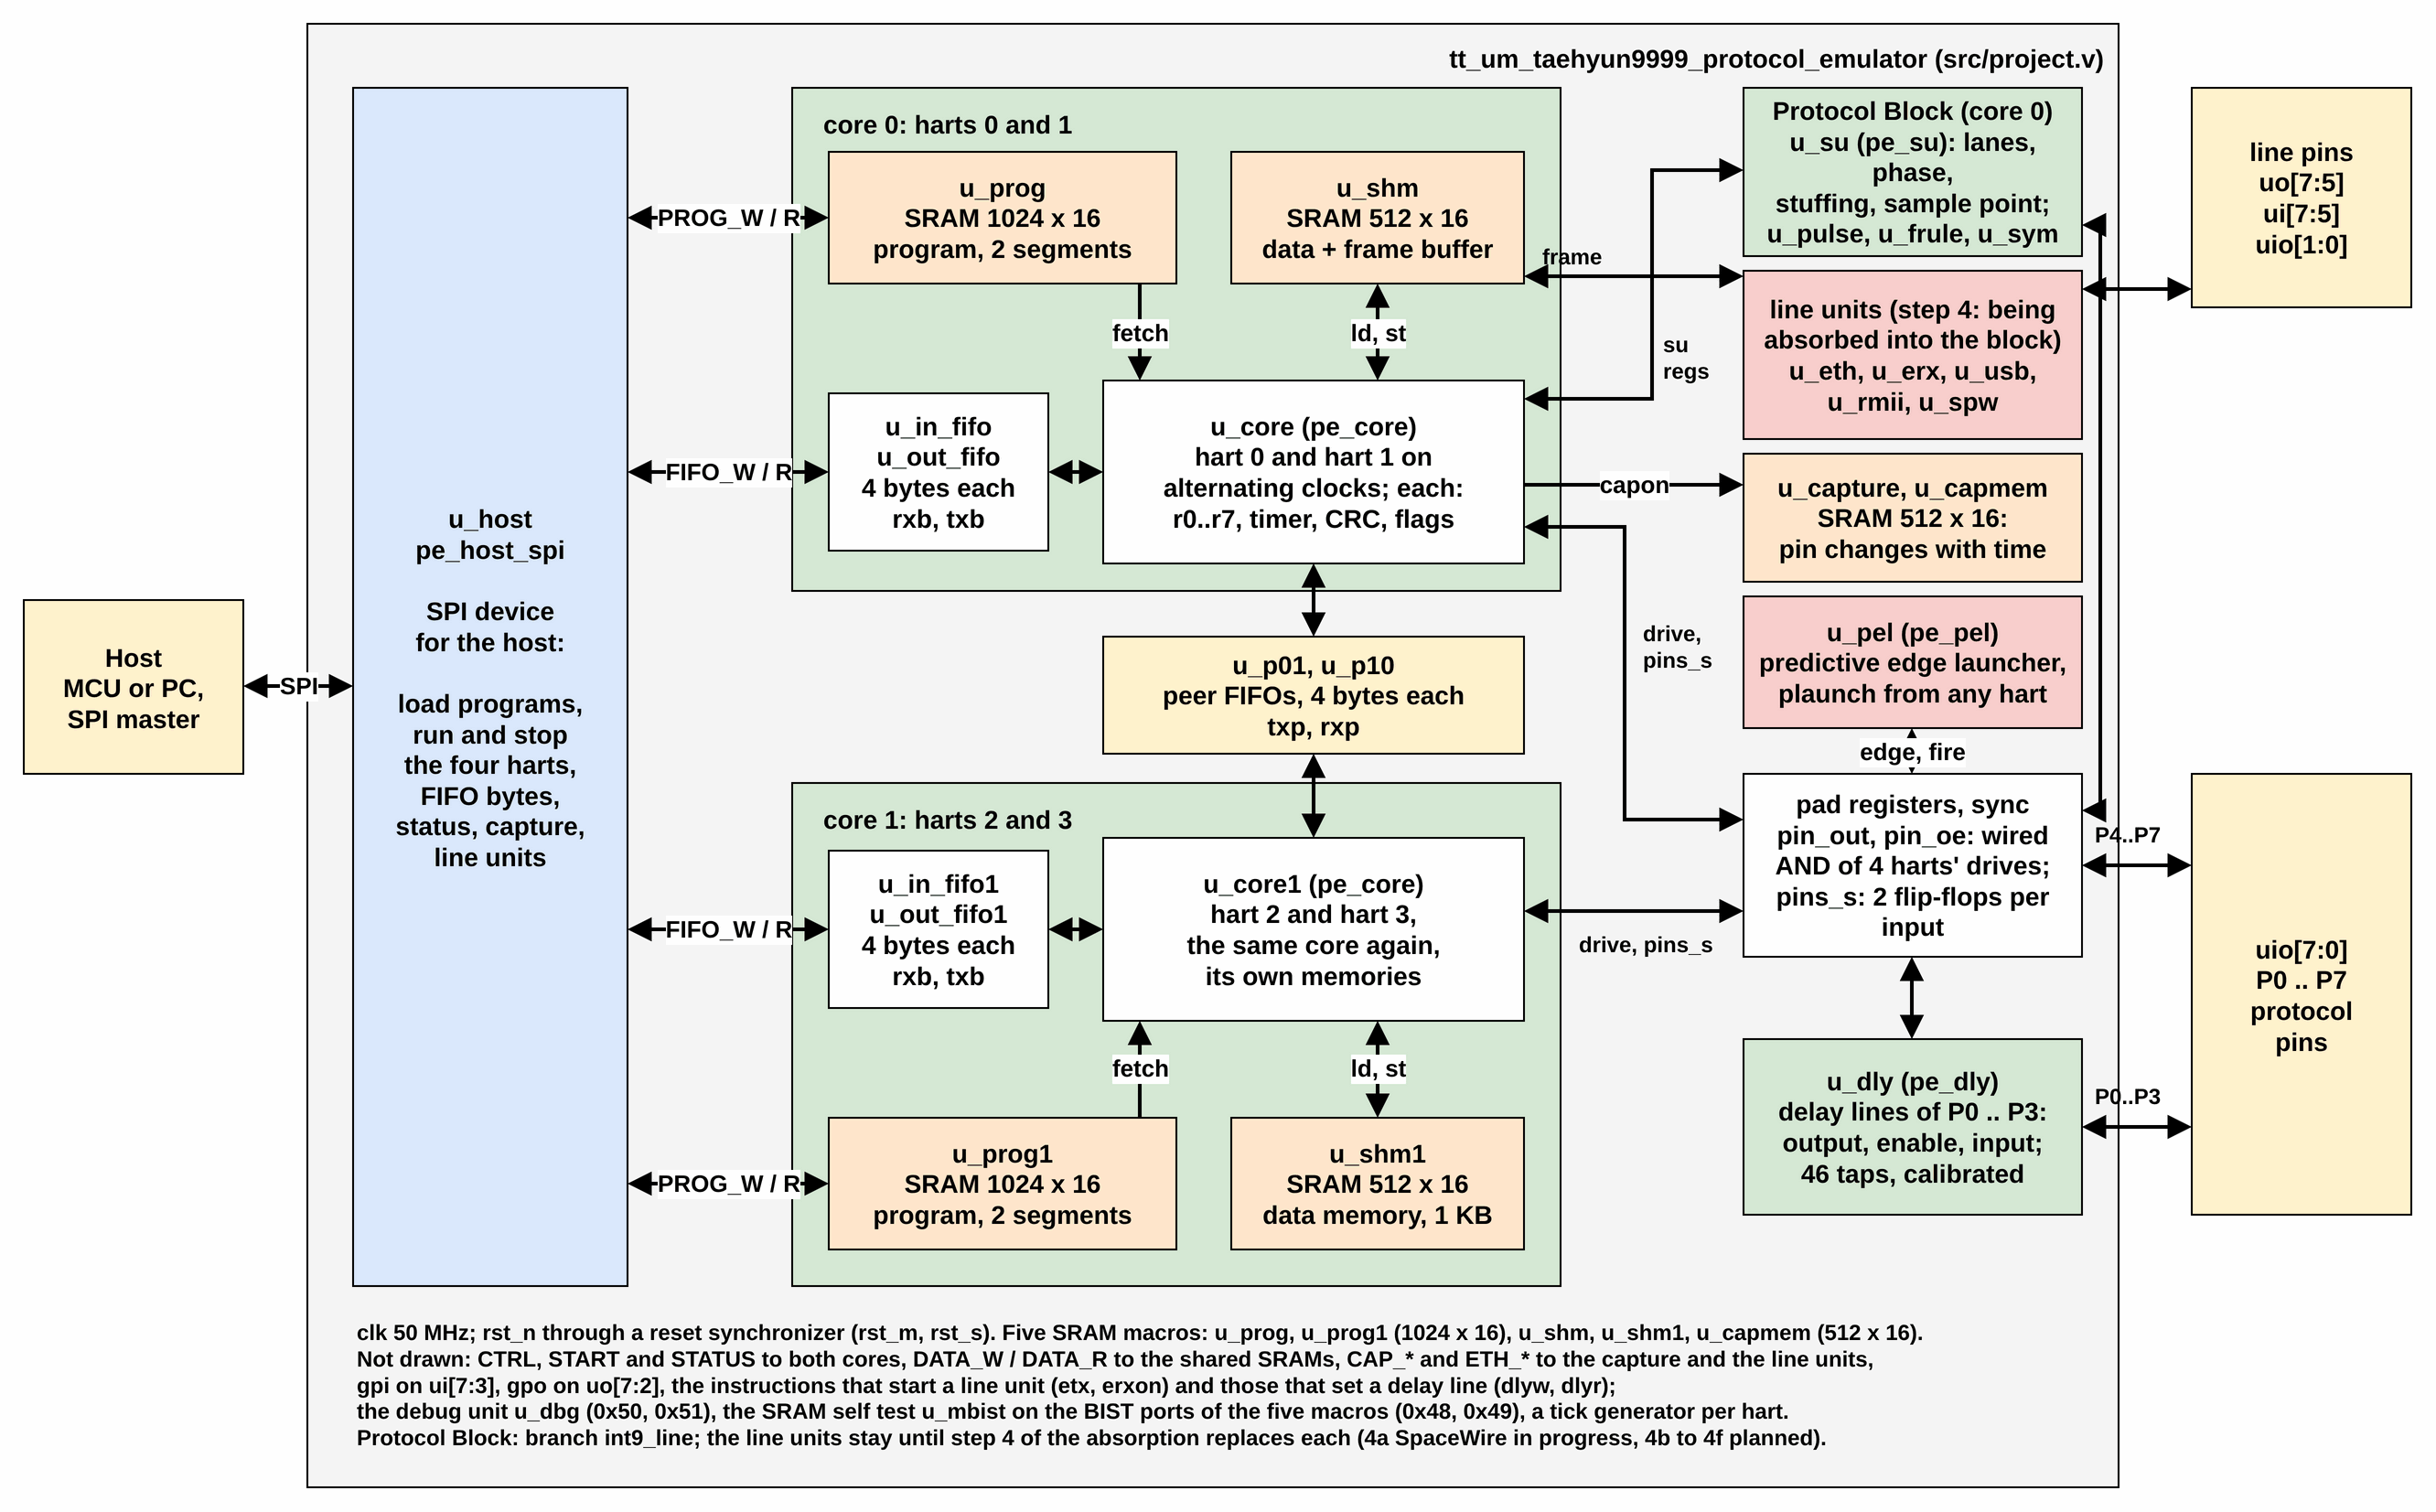 tt_um_taehyun9999_protocol_emulator (src/project.v)
Host
MCU or PC,
SPI master
SPI
u_host
pe_host_spi
SPI device
for the host:
load programs,
run and stop
the four harts,
FIFO bytes,
status, capture,
line units
PROG_W / R
FIFO_W / R
FIFO_W / R
PROG_W / R
core 0: harts 0 and 1
u_prog
SRAM 1024 x 16
program, 2 segments
u_shm
SRAM 512 x 16
data + frame buffer
fetch
ld, st
u_in_fifo
u_out_fifo
4 bytes each
rxb, txb
u_core (pe_core)
hart 0 and hart 1 on
alternating clocks; each:
r0..r7, timer, CRC, flags
u_p01, u_p10
peer FIFOs, 4 bytes each
txp, rxp
core 1: harts 2 and 3
u_in_fifo1
u_out_fifo1
4 bytes each
rxb, txb
u_core1 (pe_core)
hart 2 and hart 3,
the same core again,
its own memories
fetch
ld, st
u_prog1
SRAM 1024 x 16
program, 2 segments
u_shm1
SRAM 512 x 16
data memory, 1 KB
frame
su
regs
capon
drive,
pins_s
drive, pins_s
Protocol Block (core 0)
u_su (pe_su): lanes,
phase,
stuffing, sample point;
u_pulse, u_frule, u_sym
line units (step 4: being
absorbed into the block)
u_eth, u_erx, u_usb,
u_rmii, u_spw
u_capture, u_capmem
SRAM 512 x 16:
pin changes with time
u_pel (pe_pel)
predictive edge launcher,
plaunch from any hart
edge, fire
pad registers, sync
pin_out, pin_oe: wired
AND of 4 harts' drives;
pins_s: 2 flip-flops per
input
u_dly (pe_dly)
delay lines of P0 .. P3:
output, enable, input;
46 taps, calibrated
P4..P7
P0..P3
line pins
uo[7:5]
ui[7:5]
uio[1:0]
uio[7:0]
P0 .. P7
protocol
pins
clk 50 MHz; rst_n through a reset synchronizer (rst_m, rst_s). Five SRAM macros: u_prog, u_prog1 (1024 x 16), u_shm, u_shm1, u_capmem (512 x 16).
Not drawn: CTRL, START and STATUS to both cores, DATA_W / DATA_R to the shared SRAMs, CAP_* and ETH_* to the capture and the line units,
gpi on ui[7:3], gpo on uo[7:2], the instructions that start a line unit (etx, erxon) and those that set a delay line (dlyw, dlyr);
the debug unit u_dbg (0x50, 0x51), the SRAM self test u_mbist on the BIST ports of the five macros (0x48, 0x49), a tick generator per hart.
Protocol Block: branch int9_line; the line units stay until step 4 of the absorption replaces each (4a SpaceWire in progress, 4b to 4f planned).